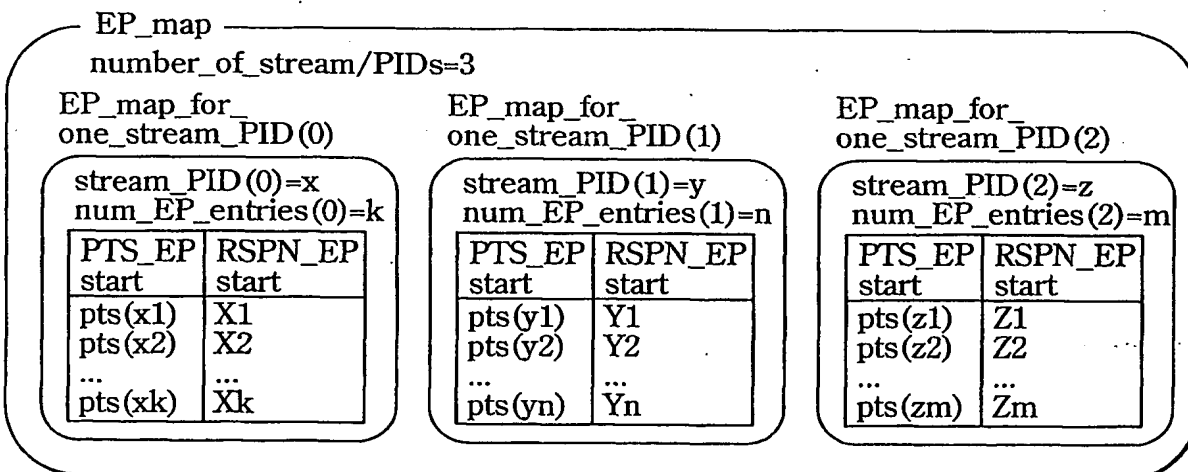 EP_map
number_of_stream/PIDs=3
EP_map_for_
one_stream_PID(0)
stream_PID(0)=x
num_EP_entries(0)=k
PTS_EP RSPN_EP
start start
pts(x1) X1
pts(x2) X2
... ...
pts(xk) Xk
EP_map_for_
one_stream_PID(1)
stream_PID(1)=y
num_EP_entries(1)=n
PTS_EP RSPN_EP
start start
pts(y1) Y1
pts(y2) Y2
... ...
pts(yn) Yn
EP_map_for_
one_stream_PID(2)
stream_PID(2)=z
num_EP_entries(2)=m
PTS_EP RSPN_EP
start start
pts(z1) Z1
pts(z2) Z2
... ...
pts(zm) Zm